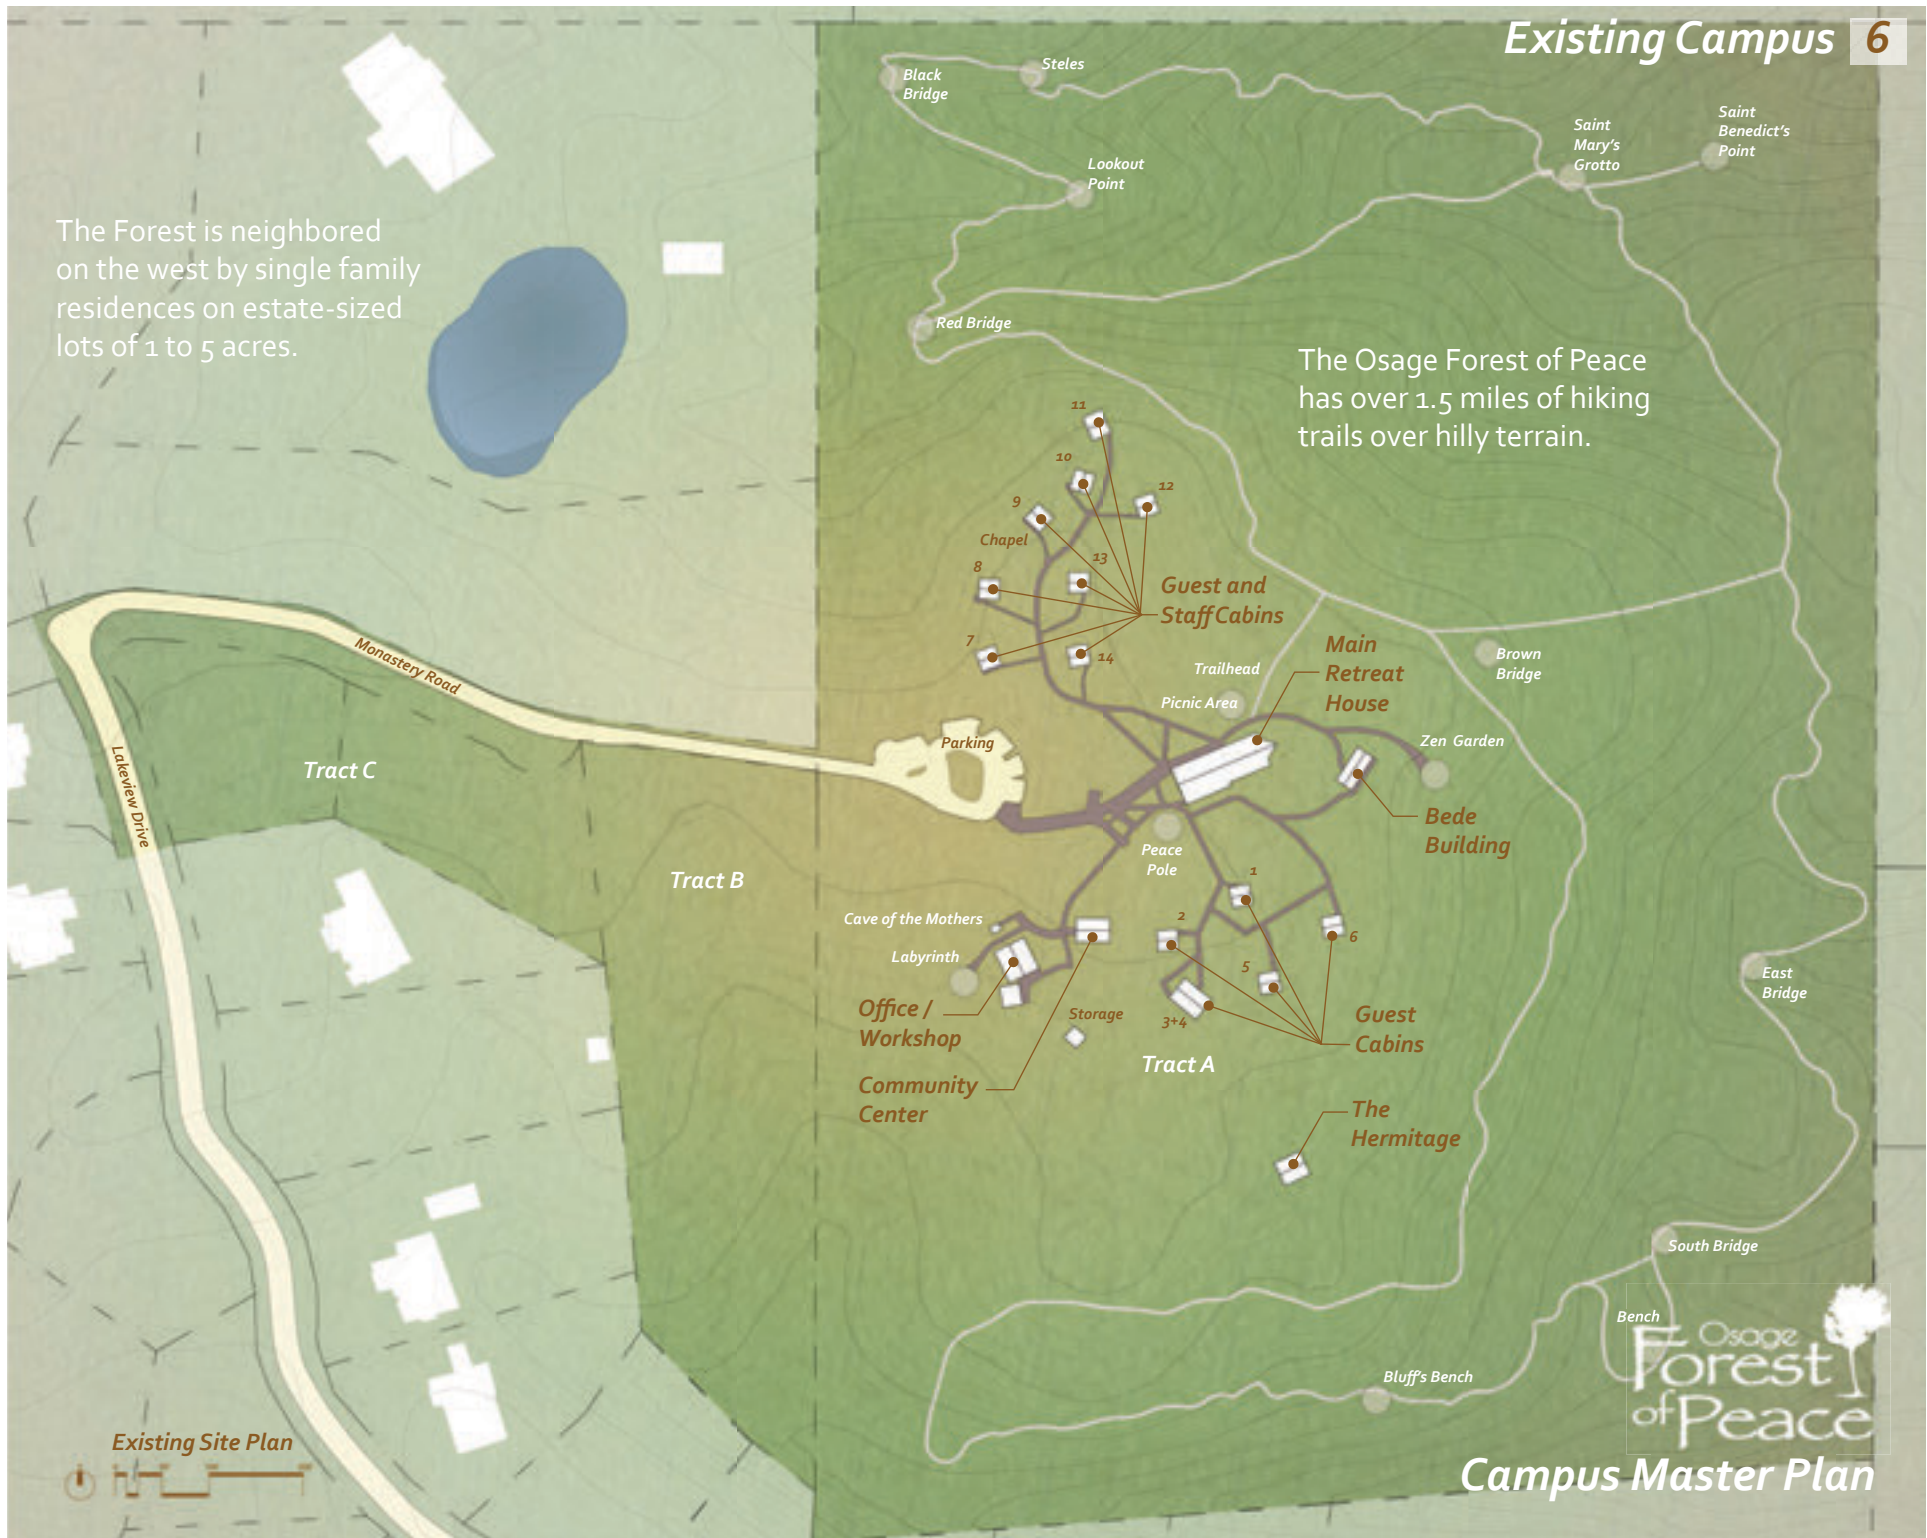 Existing Campus 6
Steles
Black
Bridge
Saint
Benedict's
Point
Saint
Mary's
Grotto
Lookout
Point
The Forest is neighbored
on the west by single family
residences on estate-sized
lots of 1 to 5 acres.
Red Bridge
The Osage Forest of Peace
has over 1.5 miles of hiking
trails over hilly terrain.
11
10
12
9
Chapel
13
8
Guest and
Staff Cabins
7
14
Main
Retreat
House
Brown
Bridge
Trailhead
Picnic Area
Monastery Road
Lakeview Drive
Parking
Zen Garden
Tract C
Bede
Building
Peace
Pole
Tract B
1
2
6
5
3+4
Cave of the Mothers
Labyrinth
East
Bridge
Office /
Workshop
Storage
Guest
Cabins
Tract A
Community
Center
The
Hermitage
South Bridge
Bench
Osage
Forest
of Peace
Bluff's Bench
Existing Site Plan
Campus Master Plan